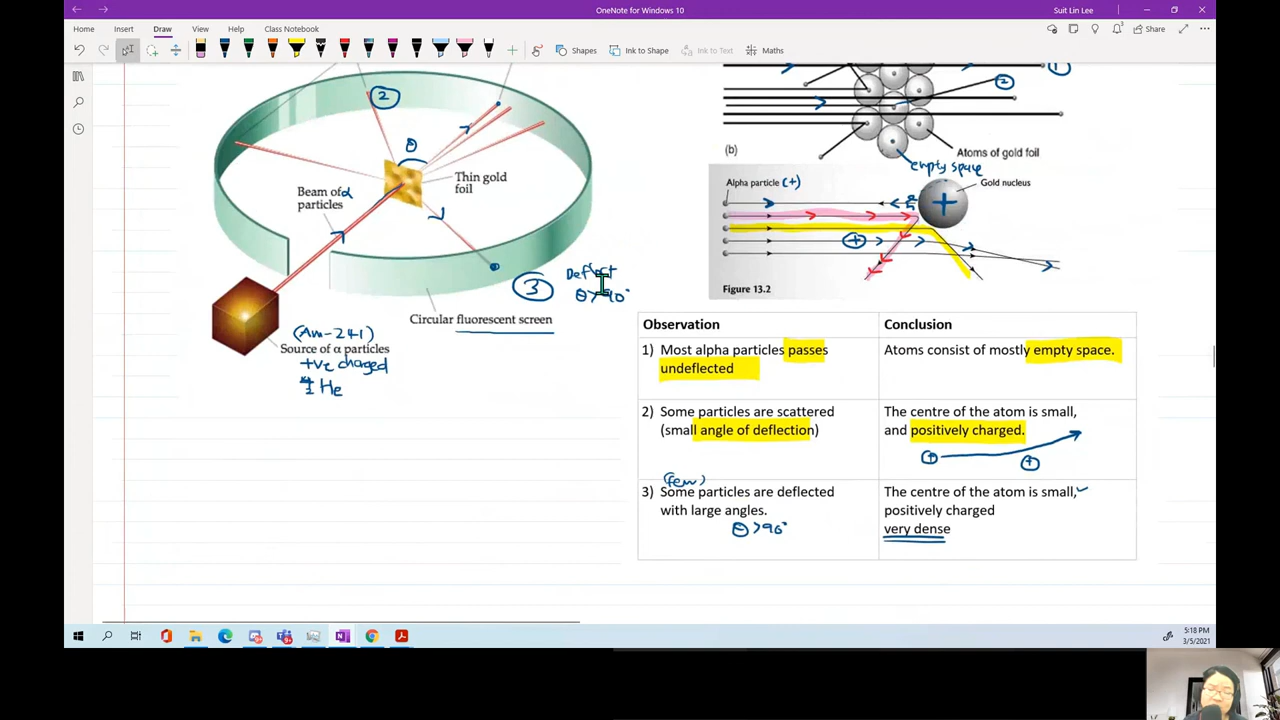 OneNote for Windows 10
Suit Lin Lee
Home Insert Draw View Help Class Notebook
Share
Shapes
Ink to Shape
Ink to Text
Maths
2
θ
Beam of α
particles
Thin gold
foil
3
Deflect
θ > 90°
Circular fluorescent screen
(Am-241)
Source of α particles
+ve charged
He
1
2
(b)
Atoms of gold foil
empty space
Alpha particle (+)
Gold nucleus
+
+
Figure 13.2
Observation
Conclusion
1) Most alpha particles passes
undeflected
Atoms consist of mostly empty space.
2) Some particles are scattered
(small angle of deflection)
The centre of the atom is small,
and positively charged.
+
+
(few)
3) Some particles are deflected
with large angles.
θ >90°
The centre of the atom is small,
positively charged
very dense
5:18 PM
3/5/2021